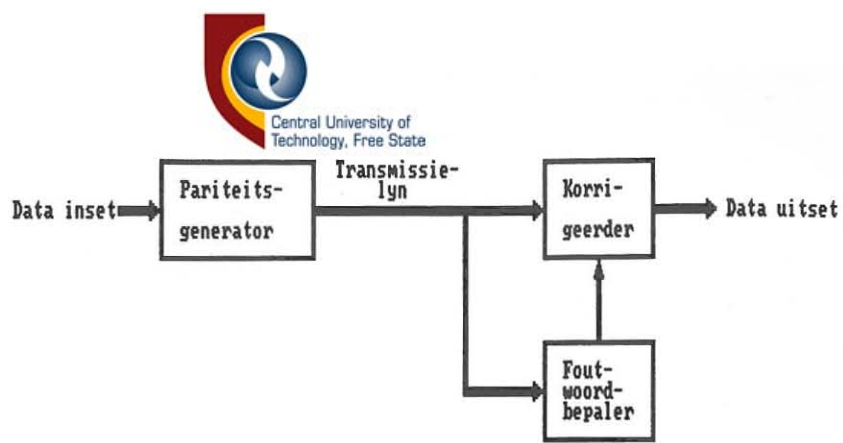 Central University of
Technology, Free State
Transmissie-
lyn
Data inset
Pariteits-
generator
Korri-
geerder
Data uitset
Fout-
woord-
bepaler